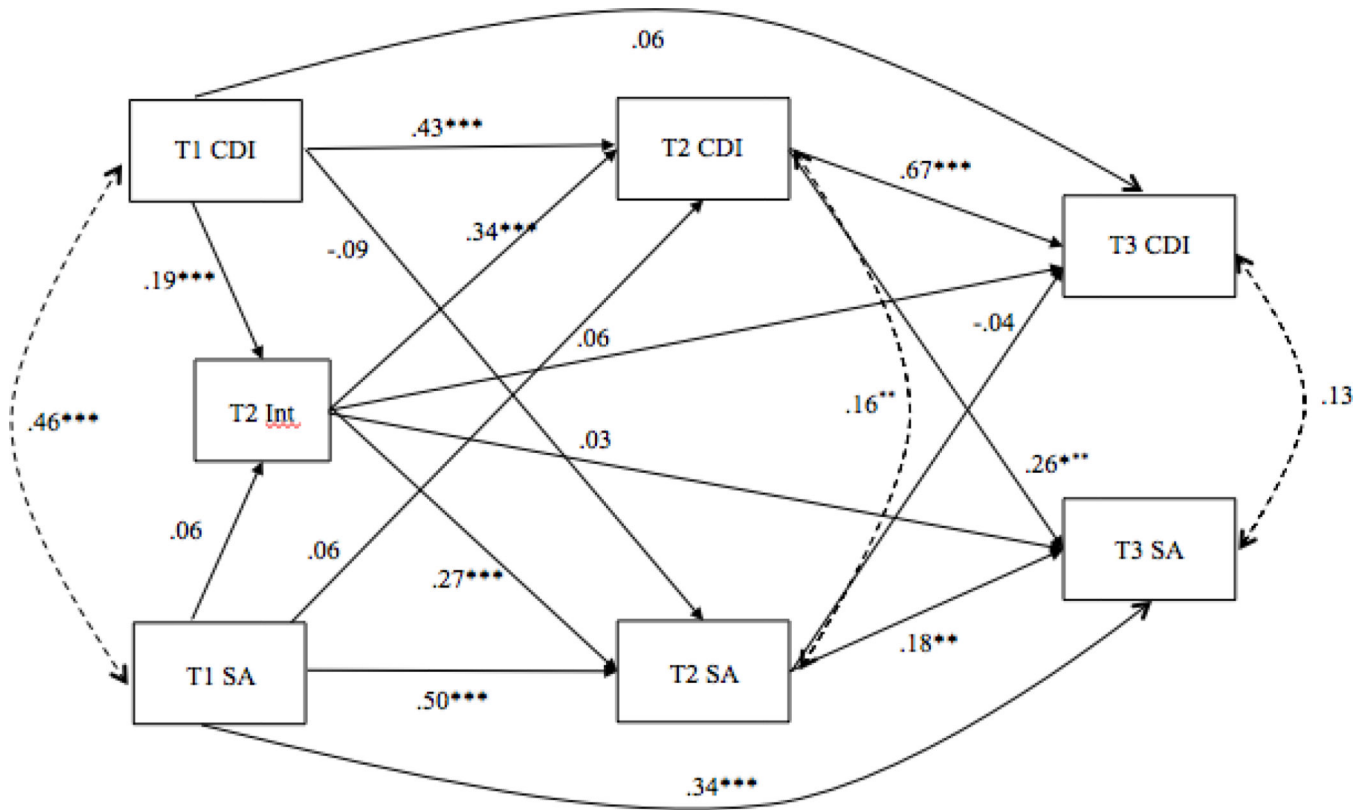 .06
T1 CDI
.43***
T2 CDI
.67***
T3 CDI
.34***
-.09
.19***
-.04
.06
T2 Int
.16**
.13
.46***
.03
.26***
.06
.06
.27***
T3 SA
T1 SA
.50***
T2 SA
.18**
.34***